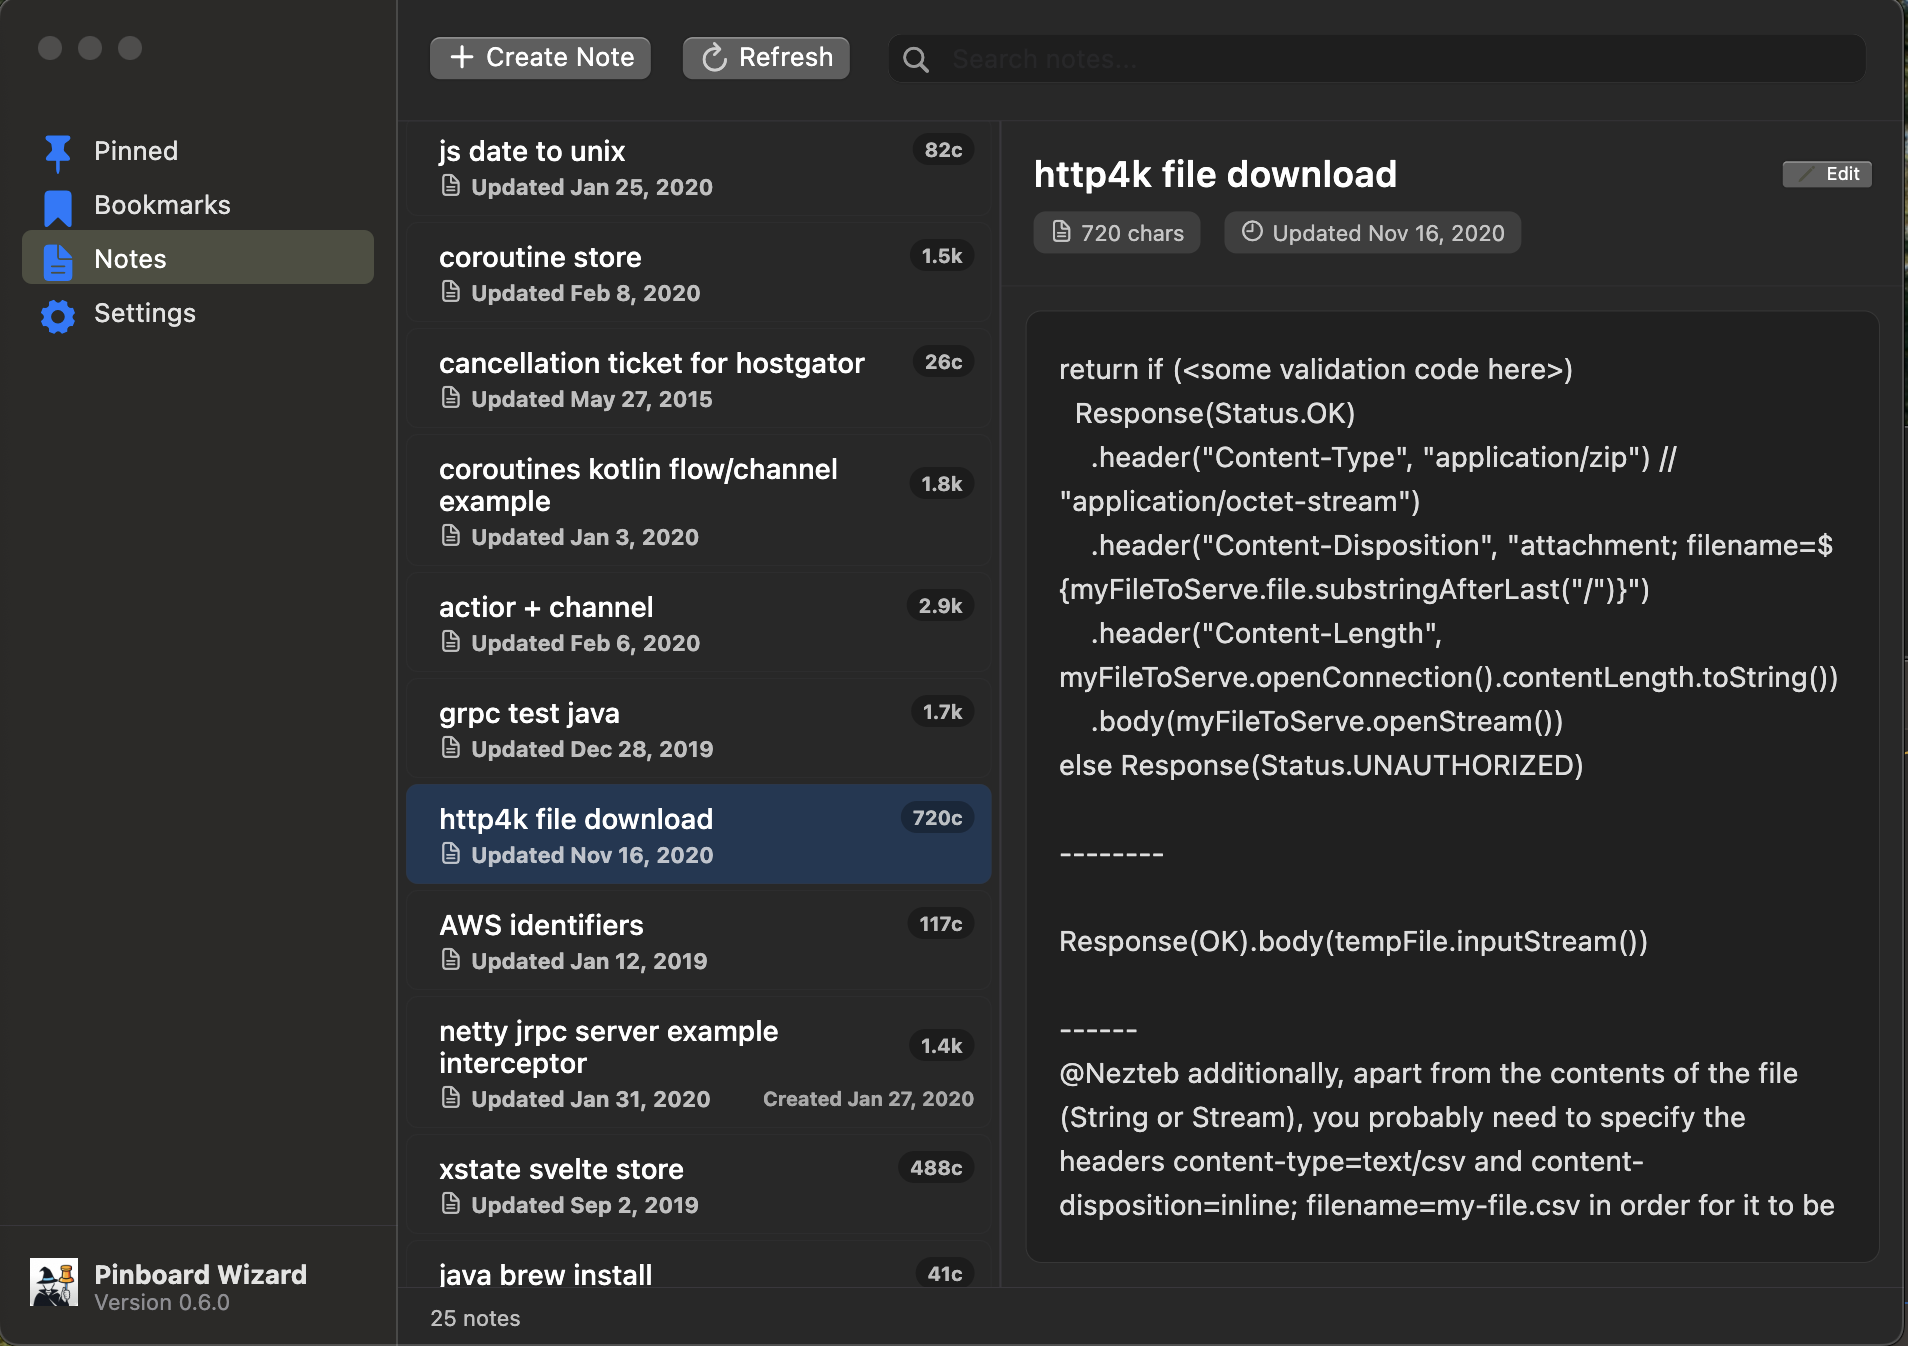 Create Note
Refresh
Search notes...
Pinned
Bookmarks
Notes
Settings
Pinboard Wizard
Version 0.6.0
js date to unix
82c
Updated Jan 25, 2020
coroutine store
1.5k
Updated Feb 8, 2020
cancellation ticket for hostgator
26c
Updated May 27, 2015
coroutines kotlin flow/channel
example
1.8k
Updated Jan 3, 2020
actior + channel
2.9k
Updated Feb 6, 2020
grpc test java
1.7k
Updated Dec 28, 2019
http4k file download
720c
Updated Nov 16, 2020
AWS identifiers
117c
Updated Jan 12, 2019
netty jrpc server example
interceptor
1.4k
Updated Jan 31, 2020
Created Jan 27, 2020
xstate svelte store
488c
Updated Sep 2, 2019
java brew install
41c
25 notes
http4k file download
Edit
720 chars
Updated Nov 16, 2020
return if (<some validation code here>)
  Response(Status.OK)
    .header("Content-Type", "application/zip") //
"application/octet-stream")
    .header("Content-Disposition", "attachment; filename=$
{myFileToServe.file.substringAfterLast("/")}")
    .header("Content-Length",
myFileToServe.openConnection().contentLength.toString())
    .body(myFileToServe.openStream())
else Response(Status.UNAUTHORIZED)
--------
Response(OK).body(tempFile.inputStream())
------
@Nezteb additionally, apart from the contents of the file
(String or Stream), you probably need to specify the
headers content-type=text/csv and content-
disposition=inline; filename=my-file.csv in order for it to be